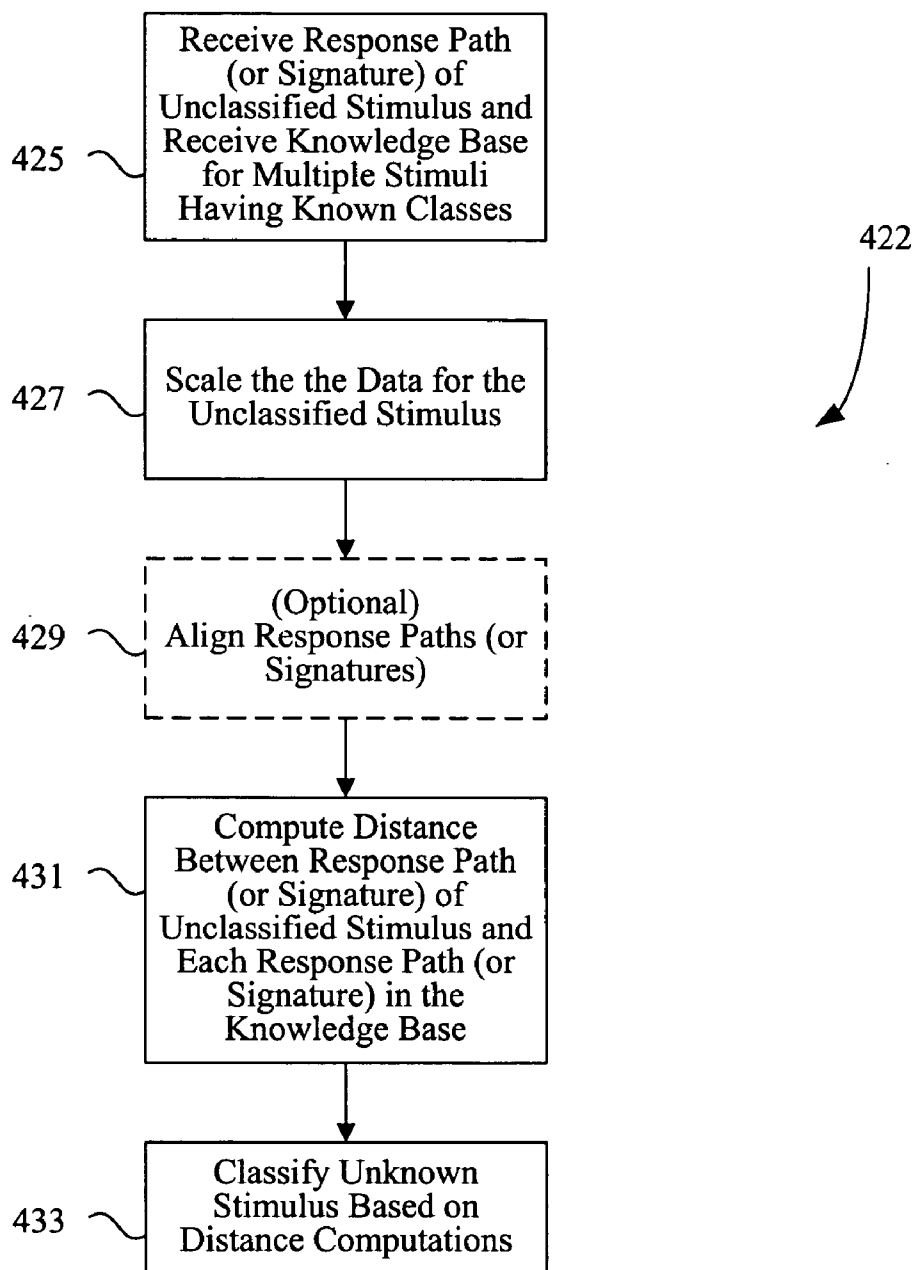 Receive Response Path
(or Signature) of
Unclassified Stimulus and
Receive Knowledge Base
for Multiple Stimuli
Having Known Classes
425
422
Scale the the Data for the
Unclassified Stimulus
427
(Optional)
Align Response Paths (or
Signatures)
429
Compute Distance
Between Response Path
(or Signature) of
Unclassified Stimulus and
Each Response Path (or
Signature) in the
Knowledge Base
431
Classify Unknown
Stimulus Based on
Distance Computations
433